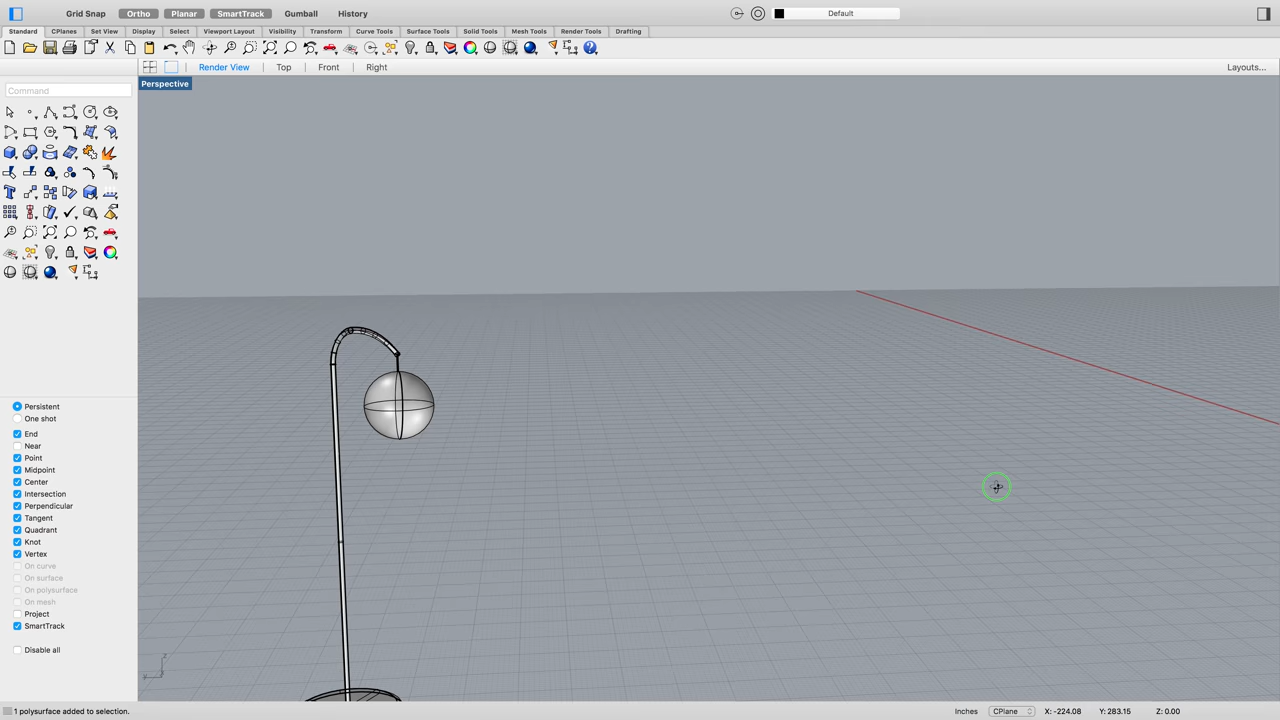 Grid Snap Ortho Planar SmartTrack Gumball History Default
Standard CPlanes Set View Display Select Viewport Layout Visibility Transform Curve Tools Surface Tools Solid Tools Mesh Tools Render Tools Drafting
Render View Top Front Right Layouts...
Perspective
Command
Persistent
One shot
End
Near
Point
Midpoint
Center
Intersection
Perpendicular
Tangent
Quadrant
Knot
Vertex
On curve
On surface
On polysurface
On mesh
Project
SmartTrack
Disable all
z
1 polysurface added to selection. Inches CPlane X: -224.08 Y: 283.15 Z: 0.00